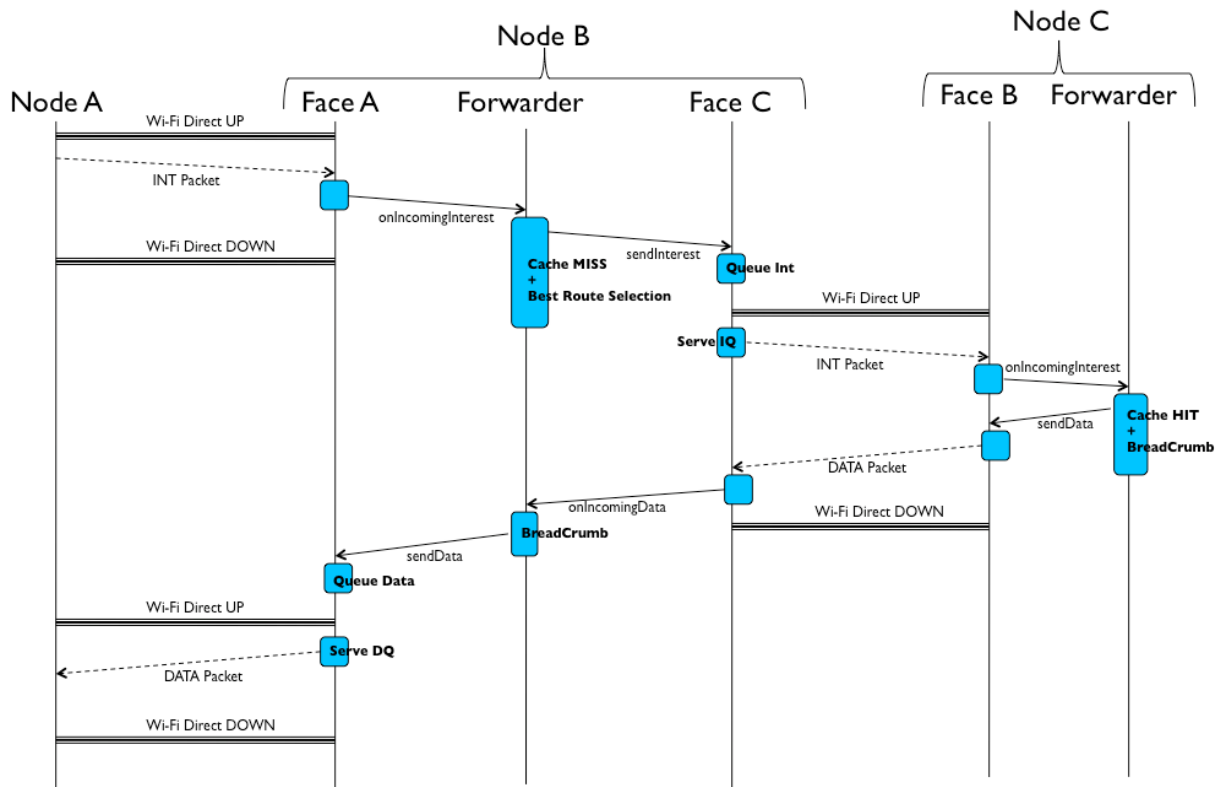 Node B
Node C
Node A
Face A
Forwarder
Face C
Face B
Forwarder
Wi-Fi Direct UP
INT Packet
onIncomingInterest
Wi-Fi Direct DOWN
sendInterest
Cache MISS
+
Best Route Selection
Queue Int
Wi-Fi Direct UP
Serve IQ
INT Packet
onIncomingInterest
Cache HIT
+
BreadCrumb
sendData
DATA Packet
onIncomingData
Wi-Fi Direct DOWN
BreadCrumb
sendData
Queue Data
Wi-Fi Direct UP
Serve DQ
DATA Packet
Wi-Fi Direct DOWN